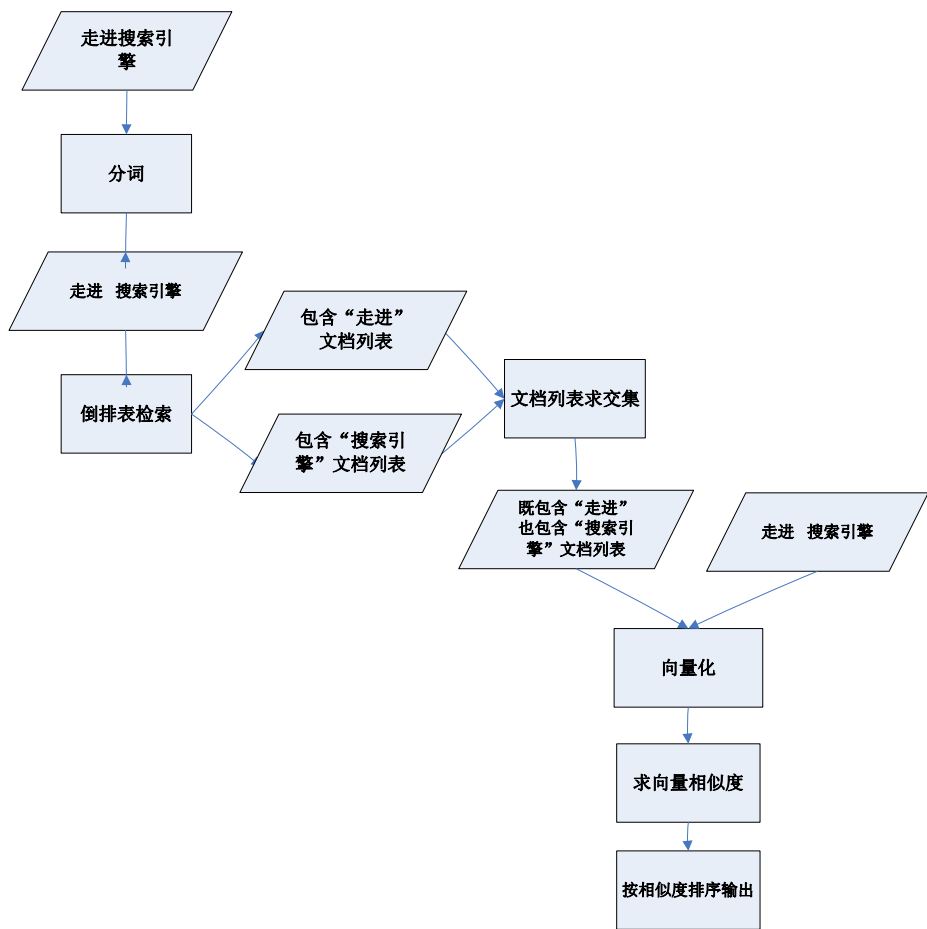 走进搜索引
擎
分词
走进 搜索引擎
倒排表检索
包含“走进”
文档列表
包含“搜索引
擎”文档列表
文档列表求交集
既包含“走进”
也包含“搜索引
擎”文档列表
走进 搜索引擎
向量化
求向量相似度
按相似度排序输出